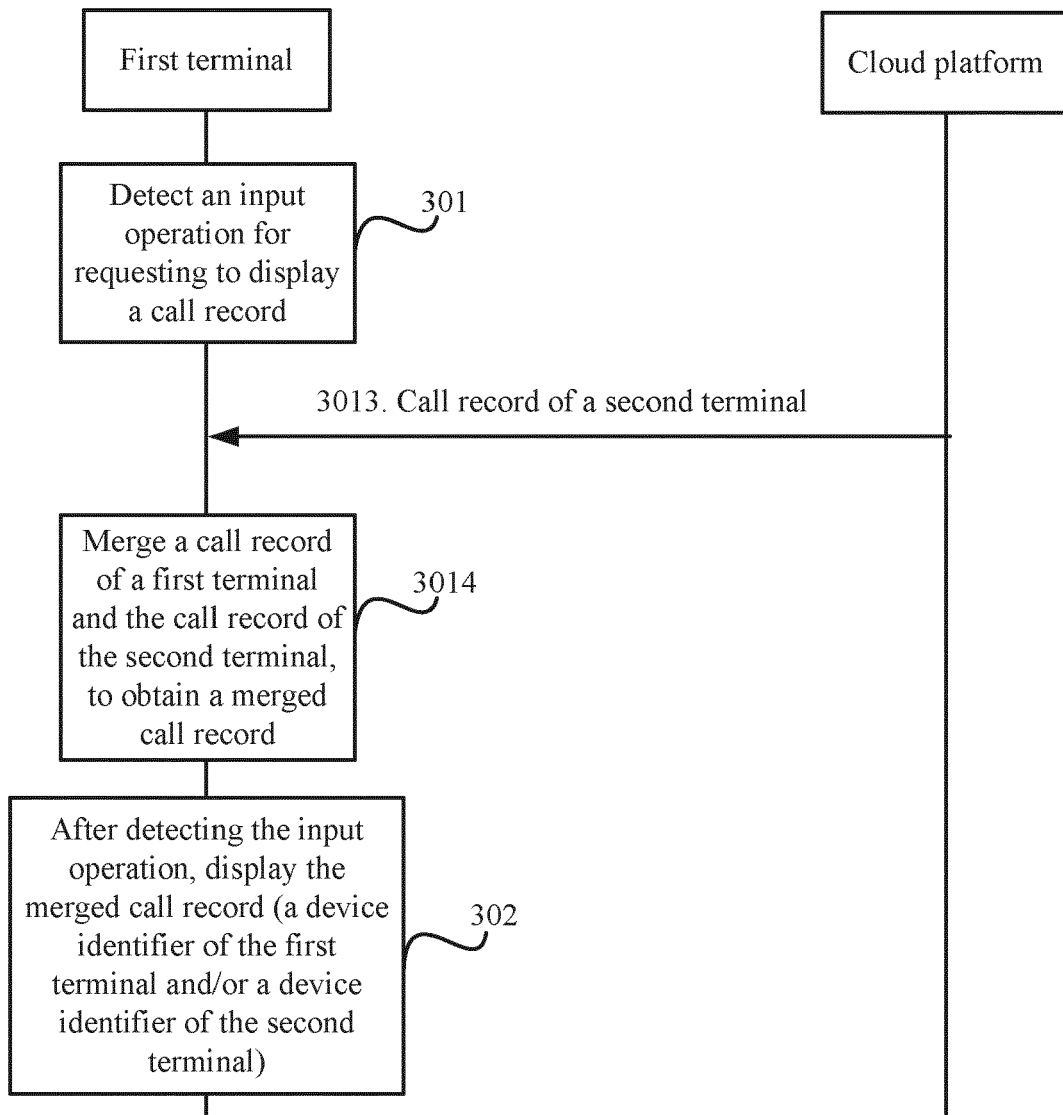 First terminal
Cloud platform
Detect an input
operation for
requesting to display
a call record
301
3013. Call record of a second terminal
Merge a call record
of a first terminal
and the call record of
the second terminal,
to obtain a merged
call record
3014
After detecting the input
operation, display the
merged call record (a device
identifier of the first
terminal and/or a device
identifier of the second
terminal)
302